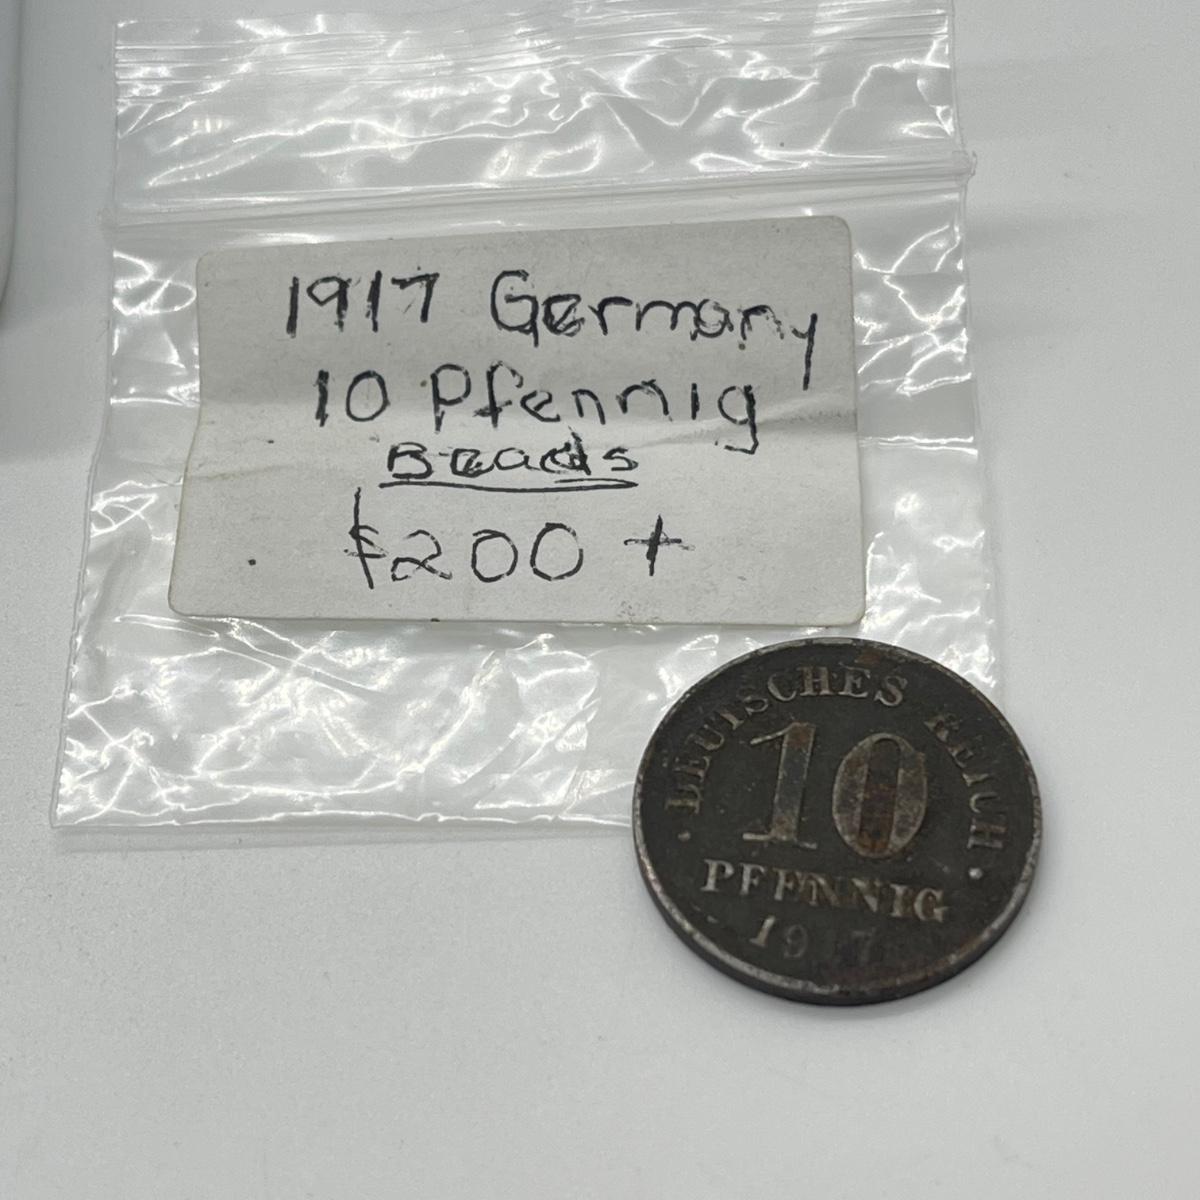 1917 Germany
10 Pfennig
Beads
$200 +
· DEUTSCHES REICH ·
10
PFENNIG
1917